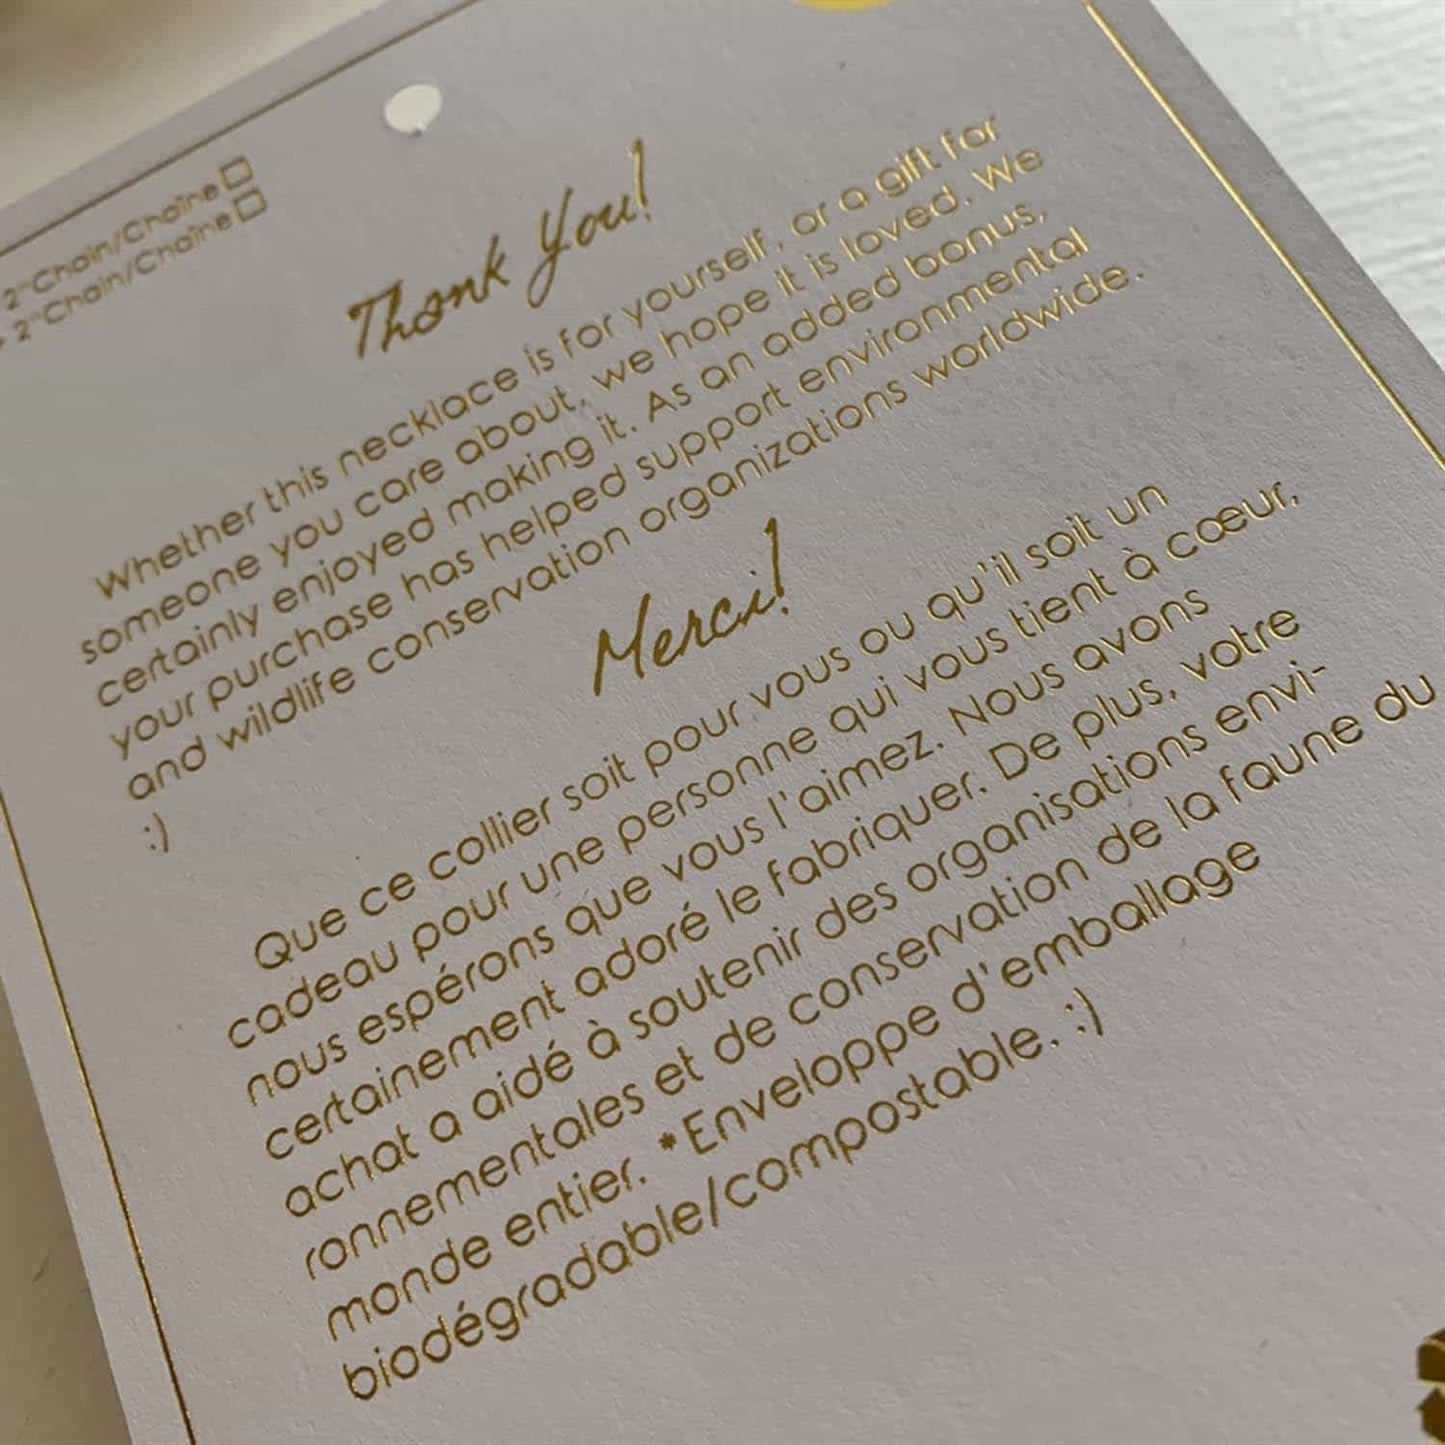 2"Chain/Chaîne
2"Chain/Chaîne
Thank You!
Whether this necklace is for yourself, or a gift for
someone you care about, we hope it is loved. We
certainly enjoyed making it. As an added bonus,
your purchase has helped support environmental
and wildlife conservation organizations worldwide.
:)
Merci!
Que ce collier soit pour vous ou qu'il soit un
cadeau pour une personne qui vous tient à cœur,
nous espérons que vous l'aimez. Nous avons
certainement adoré le fabriquer. De plus, votre
achat a aidé à soutenir des organisations envi-
ronnementales et de conservation de la faune du
monde entier. *Enveloppe d'emballage
biodégradable/compostable. :)